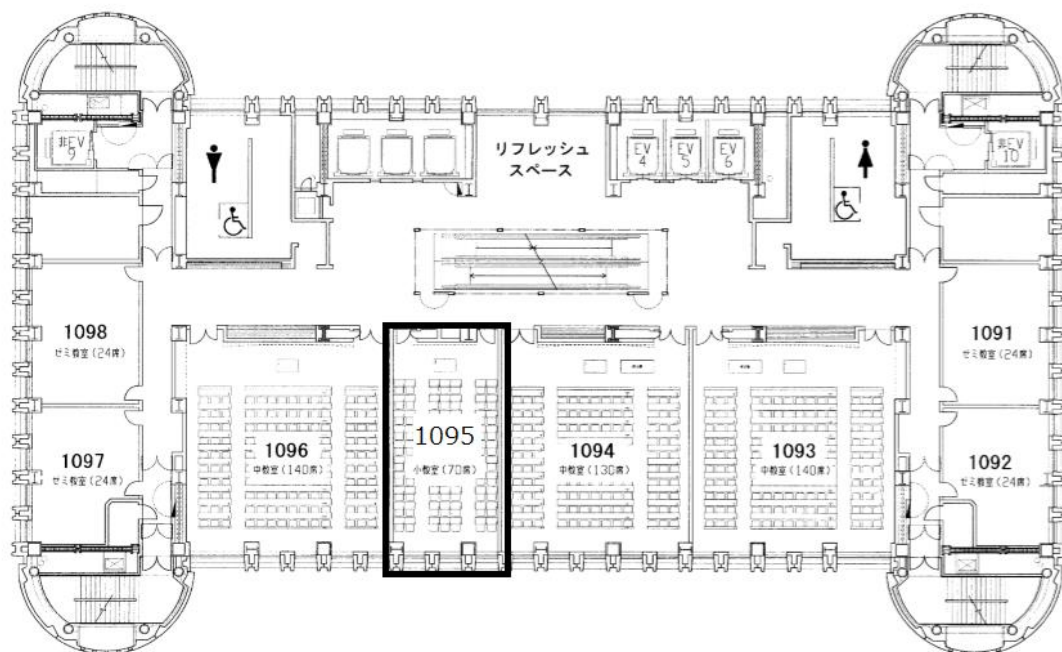 非EV
9
リフレッシュ
スペース
EV
4
EV
5
EV
6
非EV
10
1098
ゼミ教室(24席)
1091
ゼミ教室(24席)
1097
ゼミ教室(24席)
1096
中教室(140席)
1095
小教室(70席)
1094
中教室(130席)
1093
中教室(140席)
1092
ゼミ教室(24席)